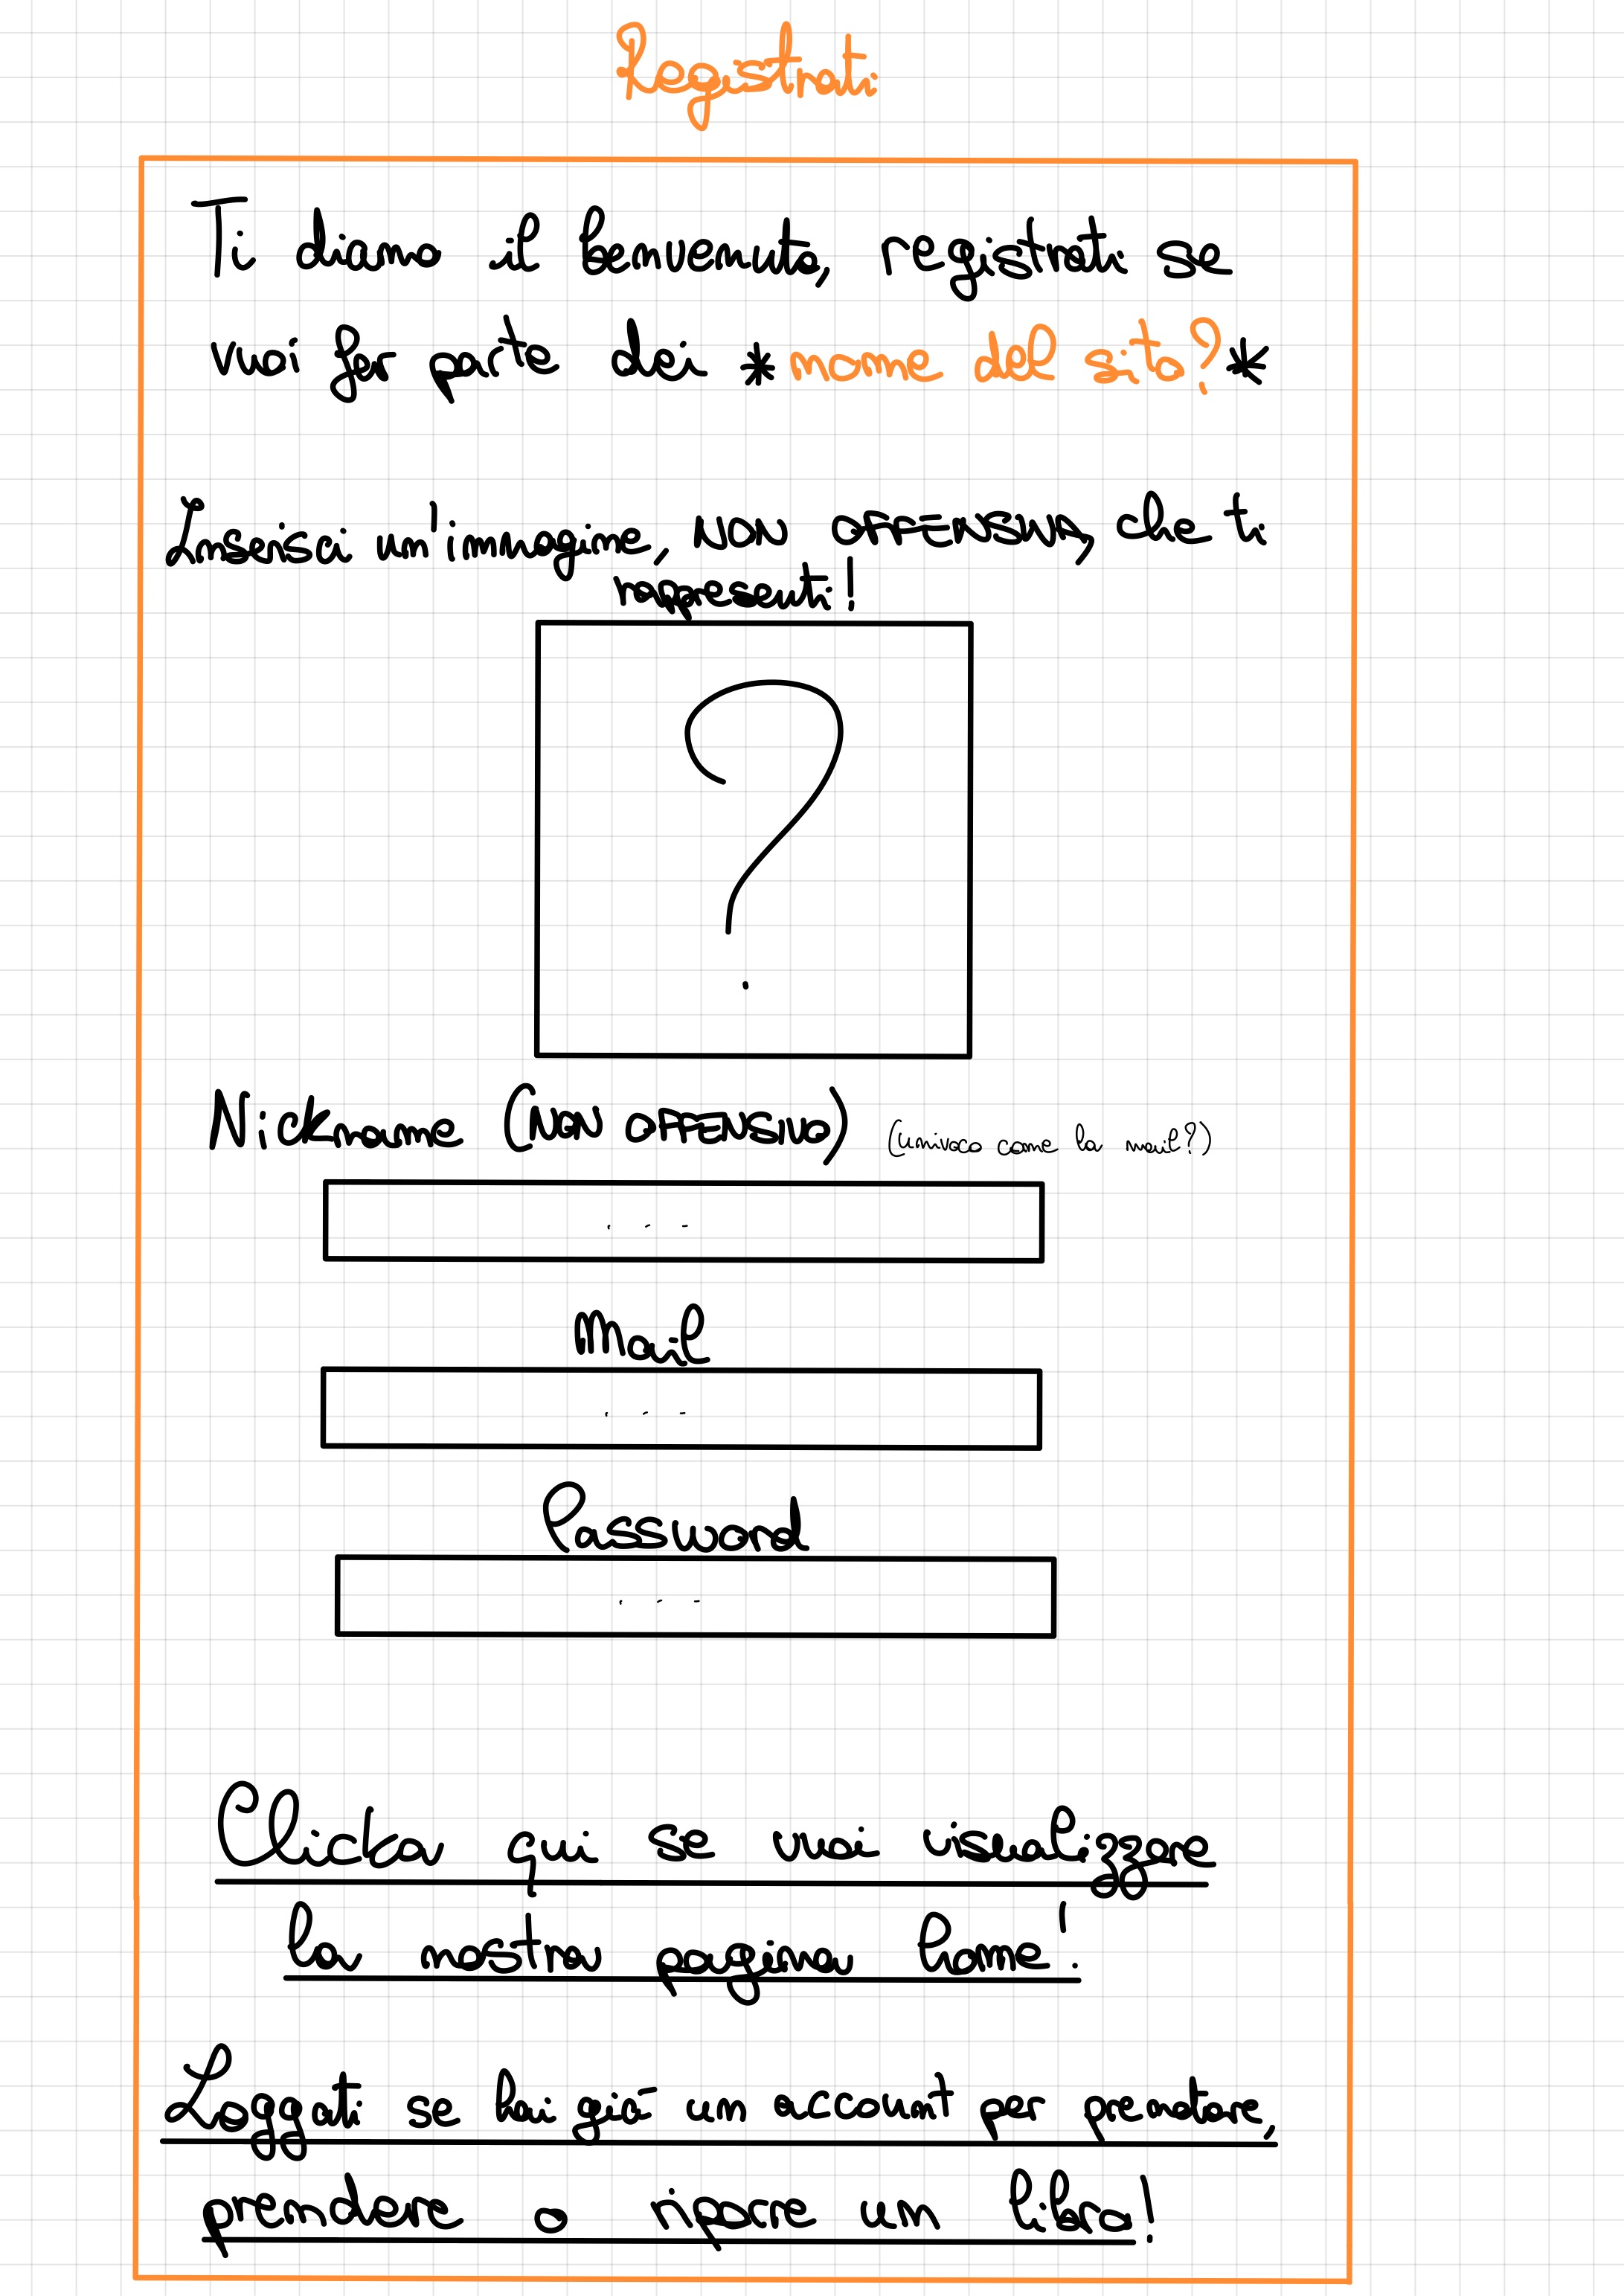 Registrati
Ti diamo il benvenuto, registrati se
vuoi far parte dei *nome del sito?*
Inserisci un'immagine, NON OFFENSIVA, che ti
rappresenti!
?
Nickname (NON OFFENSIVO) (univoco come la mail?)
...
Mail
...
Password
...
Clicka qui se vuoi visualizzare
la nostra pagina home!
Loggati se hai già un account per prenotare,
prendere o riporre un libro!